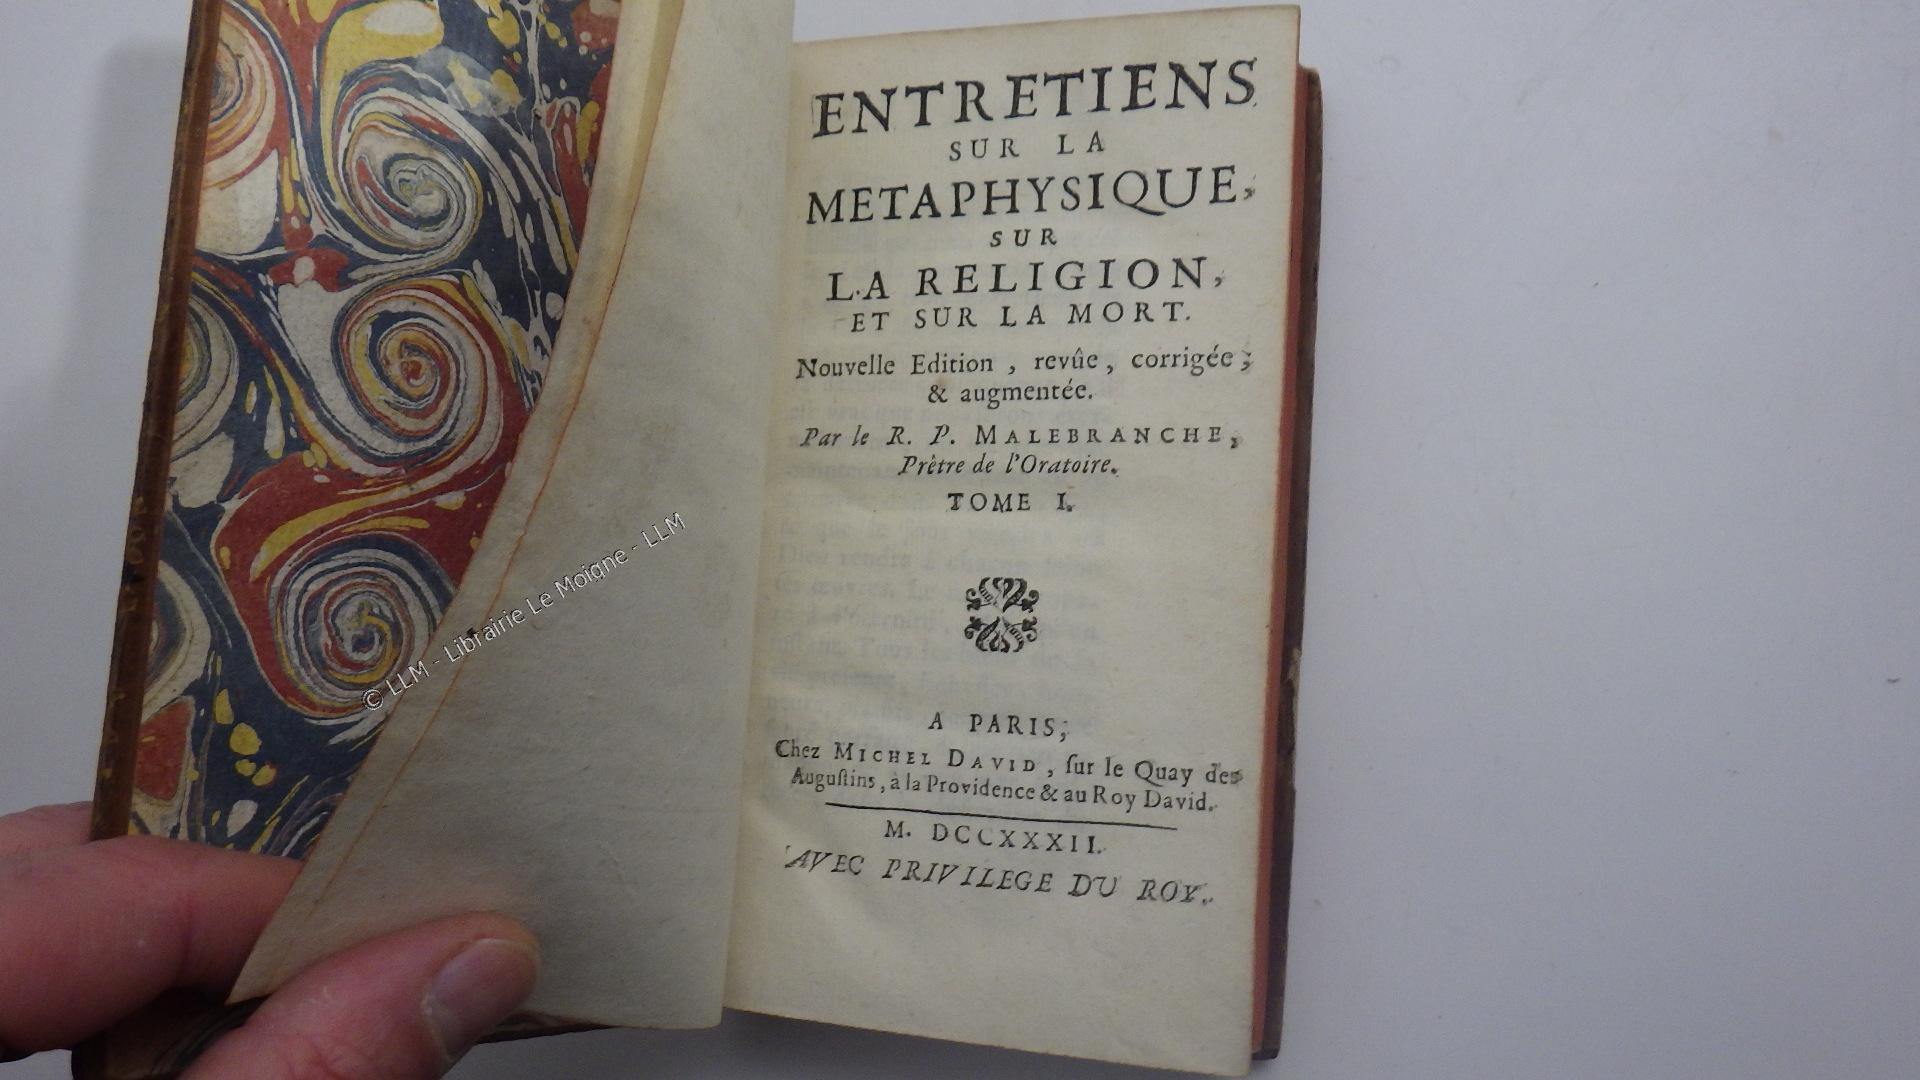 ENTRETIENS
SUR LA
METAPHYSIQUE,
SUR
LA RELIGION,
ET SUR LA MORT.
Nouvelle Edition, revûe, corrigée,
& augmentée.
Par le R. P. MALEBRANCHE,
Prêtre de l'Oratoire.
TOME I.
A PARIS,
Chez MICHEL DAVID, ſur le Quay des
Auguſtins, à la Providence & au Roy David.
M. DCCXXXII.
AVEC PRIVILEGE DU ROY.
© LLM - Librairie Le Moigne - LLM